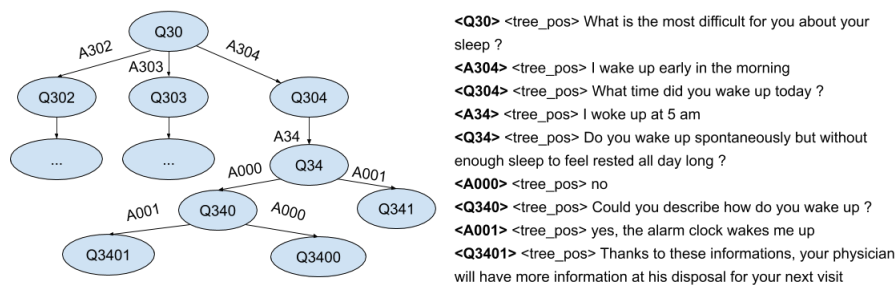 Q30
A302
A303
A304
Q302
Q303
Q304
A34
...
...
Q34
A000
A001
Q340
Q341
A001
A000
Q3401
Q3400
<Q30> <tree_pos> What is the most difficult for you about your
sleep ?
<A304> <tree_pos> I wake up early in the morning
<Q304> <tree_pos> What time did you wake up today ?
<A34> <tree_pos> I woke up at 5 am
<Q34> <tree_pos> Do you wake up spontaneously but without
enough sleep to feel rested all day long ?
<A000> <tree_pos> no
<Q340> <tree_pos> Could you describe how do you wake up ?
<A001> <tree_pos> yes, the alarm clock wakes me up
<Q3401> <tree_pos> Thanks to these informations, your physician
will have more information at his disposal for your next visit